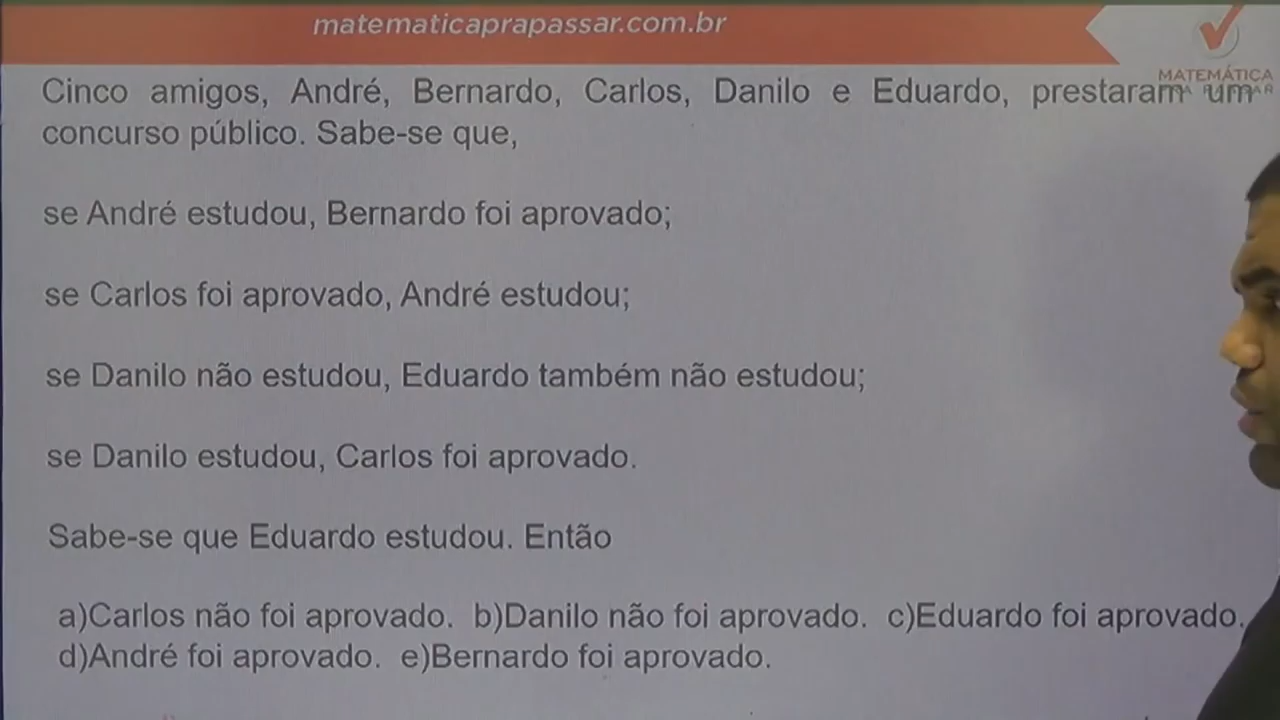 matematicaprapassar.com.br
MATEMÁTICA
Cinco amigos, André, Bernardo, Carlos, Danilo e Eduardo, prestaram um
concurso público. Sabe-se que,
se André estudou, Bernardo foi aprovado;
se Carlos foi aprovado, André estudou;
se Danilo não estudou, Eduardo também não estudou;
se Danilo estudou, Carlos foi aprovado.
Sabe-se que Eduardo estudou. Então
a)Carlos não foi aprovado. b)Danilo não foi aprovado. c)Eduardo foi aprovado.
d)André foi aprovado. e)Bernardo foi aprovado.